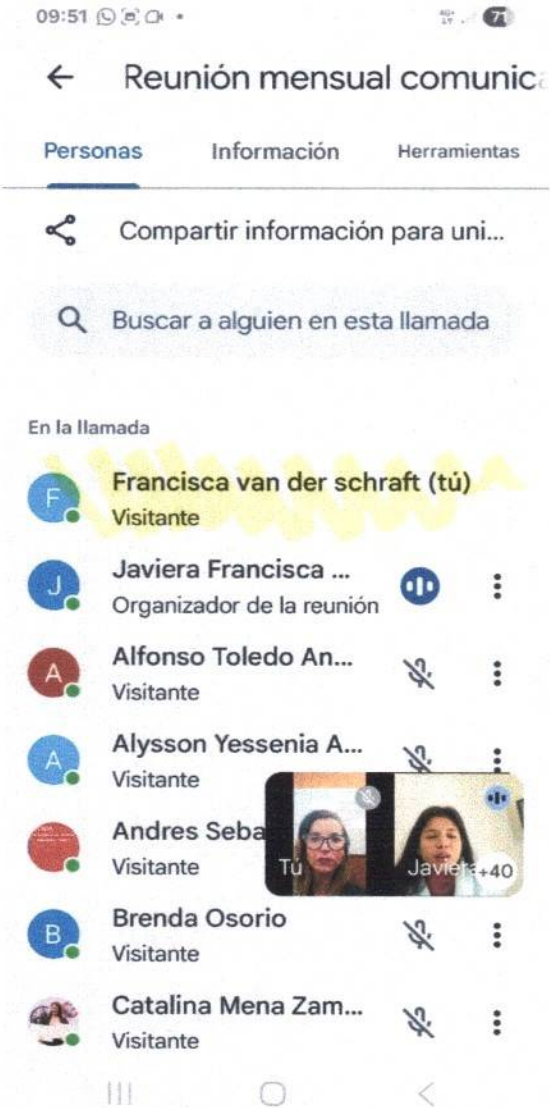 09:51
71
Reunión mensual comunic
Personas Información Herramientas
Compartir información para uni...
Buscar a alguien en esta llamada
En la llamada
F Francisca van der schraft (tú)
Visitante
J Javiera Francisca ...
Organizador de la reunión
A Alfonso Toledo An...
Visitante
A Alysson Yessenia A...
Visitante
Andres Seba
Visitante
Tú Javiera +40
B Brenda Osorio
Visitante
Catalina Mena Zam...
Visitante